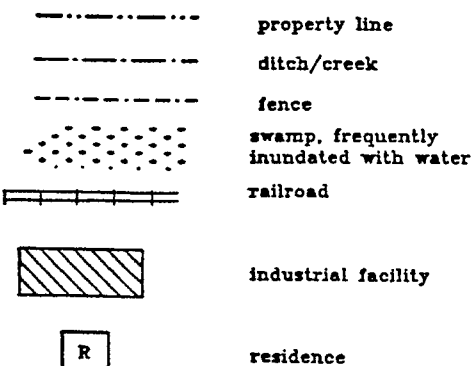 property line
ditch/creek
fence
swamp, frequently
inundated with water
railroad
industrial facility
R
residence